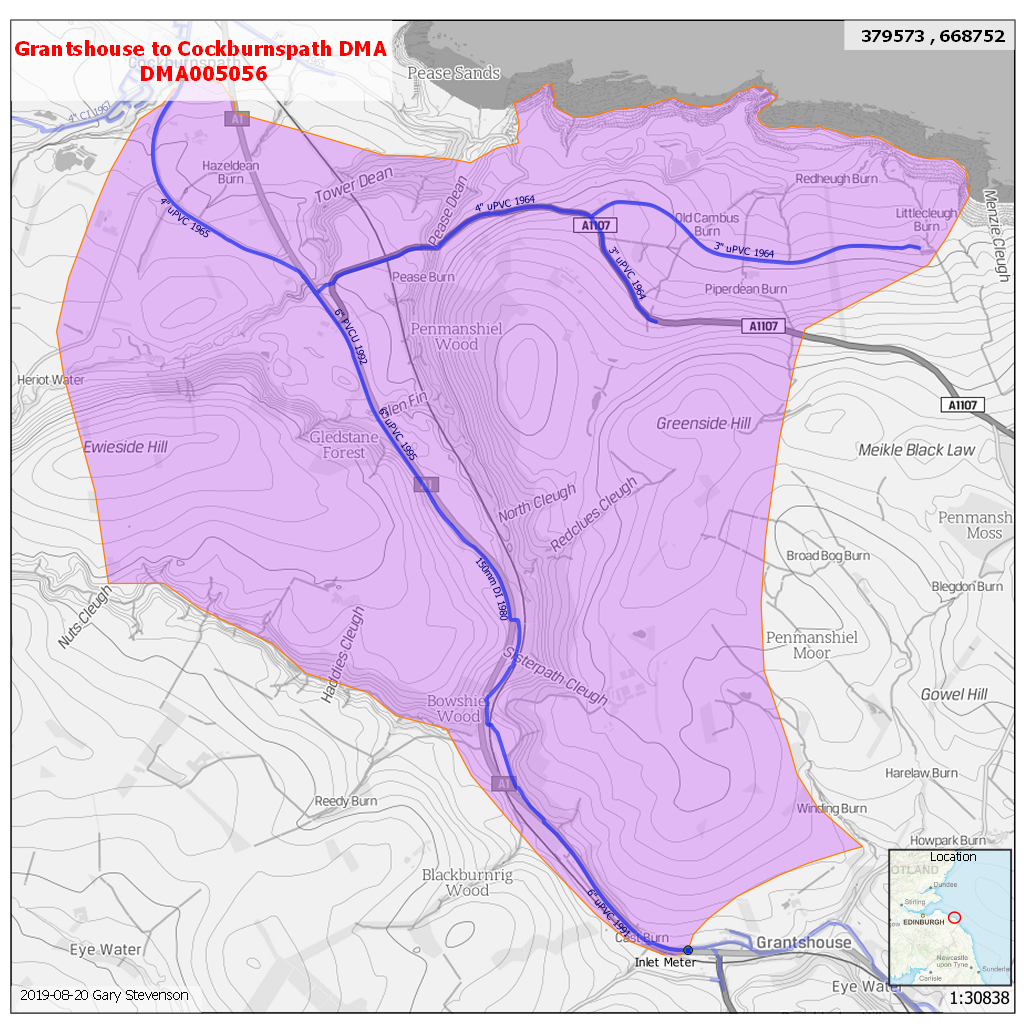 Grantshouse to Cockburnspath DMA
DMA005056
379573 , 668752
Cockburnspath
Pease Sands
4" CI 196
A1
Hazeldean
Burn
Tower Dean
Pease Dean
Redheugh Burn
Menzie Cleugh
4" uPVC 1965
4" uPVC 1964
A1107
Old Cambus
Burn
Littlecleugh
Burn
3" uPVC 1964
3" uPVC 1964
Pease Burn
Piperdean Burn
6" PVCU 1992
Penmanshiel
Wood
A1107
Heriot Water
Glen Fin
A1107
6" uPVC 1995
Ewieside Hill
Gledstane
Forest
Greenside Hill
Meikle Black Law
A1
North Cleugh
Redclues Cleugh
Penmansh
Moss
Broad Bog Burn
150mm DI 1980
Blegdon Burn
Nuts Cleugh
Haddies Cleugh
Penmanshiel
Moor
Sisterpath Cleugh
Bowshie
Wood
Gowel Hill
A1
Harelaw Burn
Reedy Burn
Winding Burn
Howpark Burn
Blackburnrig
Wood
6" uPVC 1991
Cast Burn
Inlet Meter
Grantshouse
Eye Water
Eye Water
Location
OTLAND
Dundee
Stirling
EDINBURGH
Newcastle
upon Tyne
Sunderla
Carlisle
2019-08-20 Gary Stevenson
1:30838